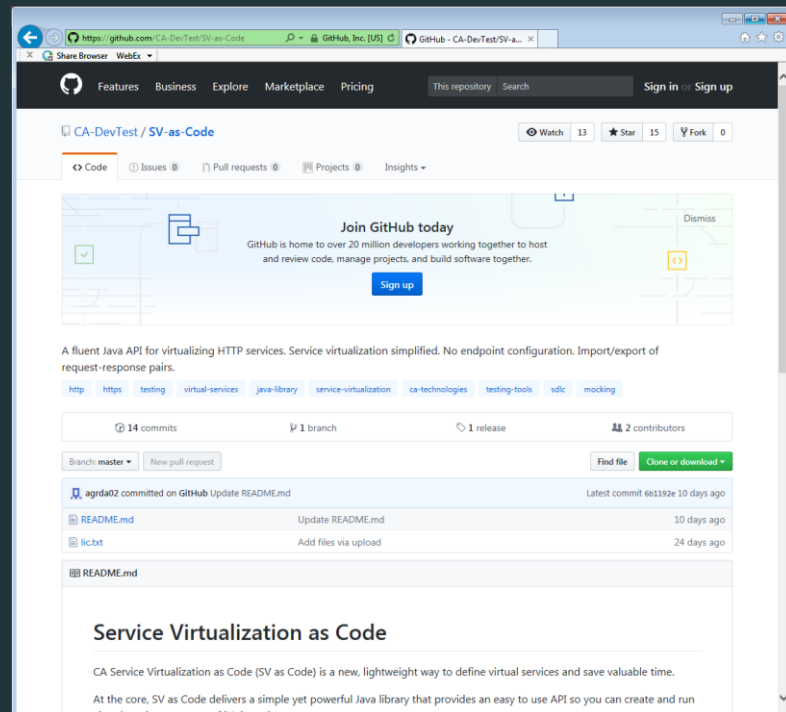 https://github.com/CA-DevTest/SV-as-Code
GitHub, Inc. [US]
GitHub - CA-DevTest/SV-a...
X Share Browser WebEx
Features Business Explore Marketplace Pricing This repository Search Sign in or Sign up
CA-DevTest / SV-as-Code
Watch 13 Star 15 Fork 0
Code Issues 0 Pull requests 0 Projects 0 Insights
Join GitHub today
Dismiss
GitHub is home to over 20 million developers working together to host
and review code, manage projects, and build software together.
Sign up
A fluent Java API for virtualizing HTTP services. Service virtualization simplified. No endpoint configuration. Import/export of
request-response pairs.
http https testing virtual-services java-library service-virtualization ca-technologies testing-tools sdlc mocking
14 commits 1 branch 1 release 2 contributors
Branch: master New pull request Find file Clone or download
agrda02 committed on GitHub Update README.md Latest commit 6b1192e 10 days ago
README.md Update README.md 10 days ago
lic.txt Add files via upload 24 days ago
README.md
Service Virtualization as Code
CA Service Virtualization as Code (SV as Code) is a new, lightweight way to define virtual services and save valuable time.
At the core, SV as Code delivers a simple yet powerful Java library that provides an easy to use API so you can create and run